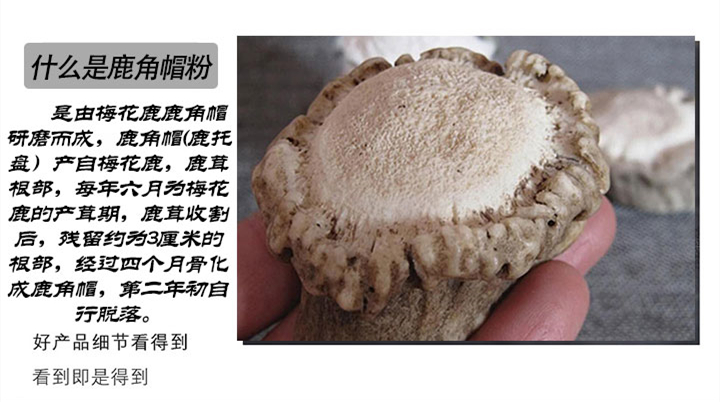 什么是鹿角帽粉
是由梅花鹿鹿角帽
研磨而成，鹿角帽(鹿托
盘）产自梅花鹿，鹿茸
根部，每年六月为梅花
鹿的产茸期，鹿茸收割
后，残留约为3厘米的
根部，经过四个月骨化
成鹿角帽，第二年初自
行脱落。
好产品细节看得到
看到即是得到